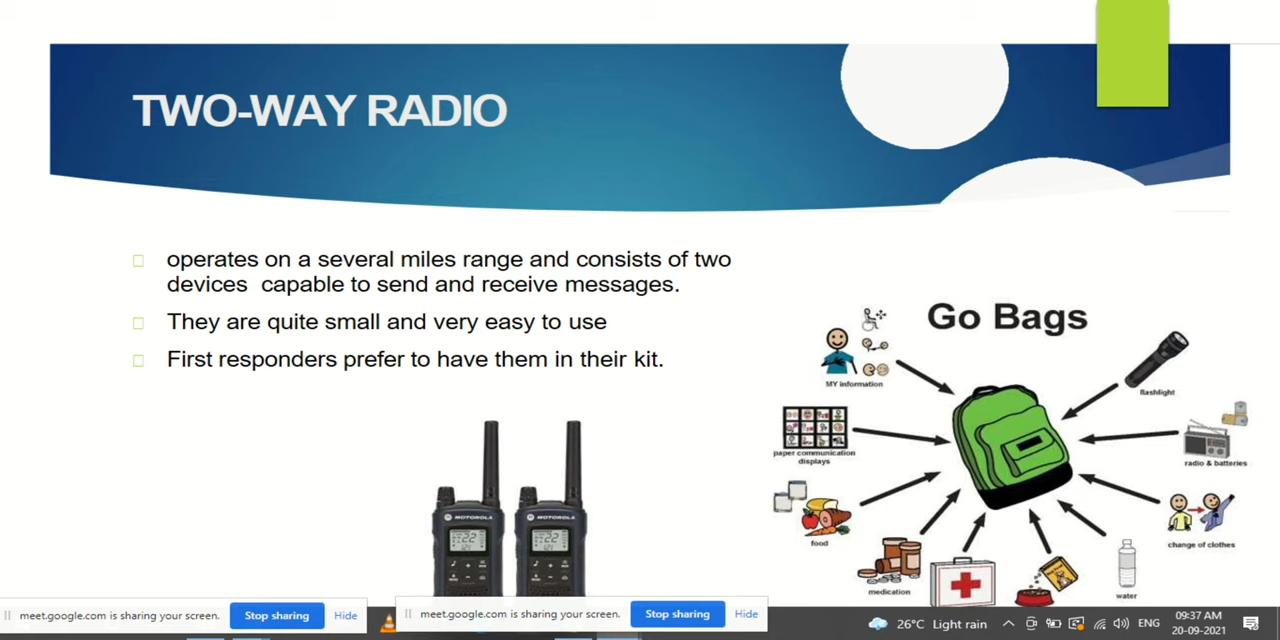 TWO-WAY RADIO
operates on a several miles range and consists of two
devices capable to send and receive messages.
They are quite small and very easy to use
First responders prefer to have them in their kit.
Go Bags
MY information
flashlight
paper communication
displays
radio & batteries
food
change of clothes
medication
water
MOTOROLA
22
121
MOTOROLA
22
121
meet.google.com is sharing your screen.
Stop sharing
Hide
meet.google.com is sharing your screen.
Stop sharing
Hide
26°C Light rain
ENG
09:37 AM
20-09-2021